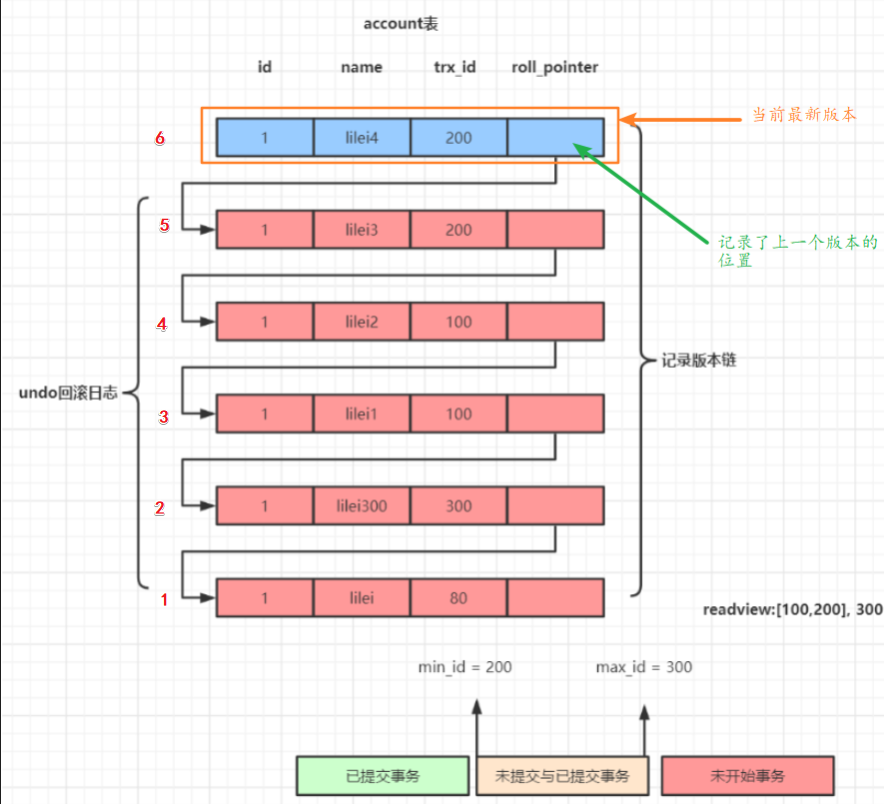 account表
id name trx_id roll_pointer
当前最新版本
6 1 lilei4 200
5 1 lilei3 200
记录了上一个版本的
位置
4 1 lilei2 100
记录版本链
undo回滚日志
3 1 lilei1 100
2 1 lilei300 300
1 1 lilei 80
readview:[100,200], 300
min_id = 200 max_id = 300
已提交事务 未提交与已提交事务 未开始事务